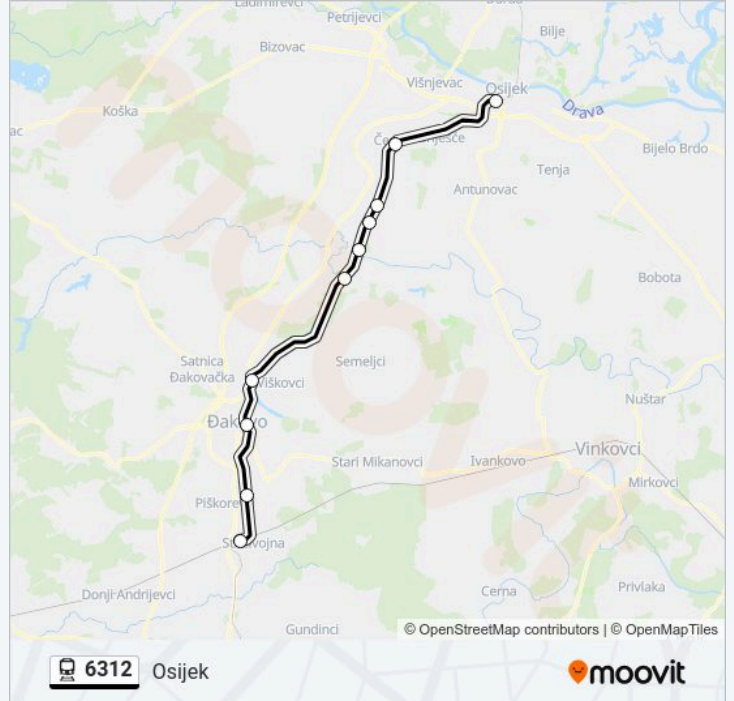 Ladimirevci
Petrijevci
Bizovac
Bilje
Višnjevac
Osijek
Koška
Drava
Bijelo Brdo
Tenja
Antunovac
Bobota
Satnica
Đakovačka
Semeljci
Viškovci
Nuštar
Vinkovci
Stari Mikanovci
Ivankovo
Mirkovci
Donji Andrijevci
Cerna
Privlaka
Gundinci
© OpenStreetMap contributors | © OpenMapTiles
6312 Osijek
moovit